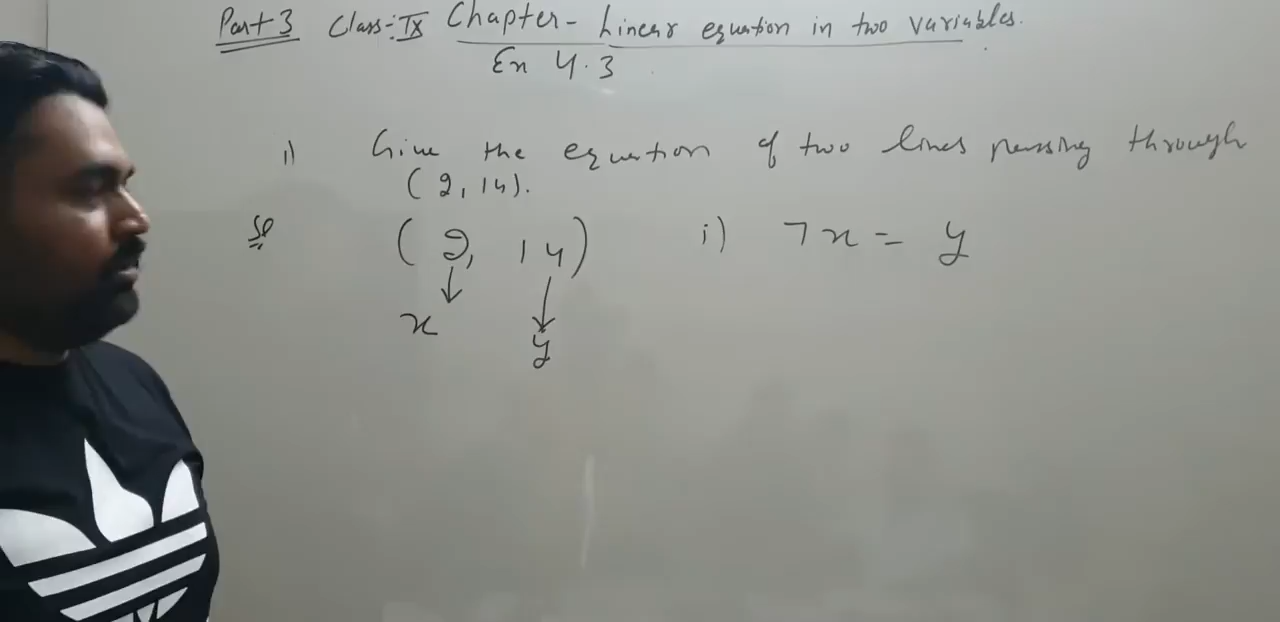 Part 3 Class:- IX Chapter - Linear equation in two variables.
Ex 4.3
1) Give the equation of two lines passing through
(2, 14).
Sol (2, 14) i) 7x = y
x y